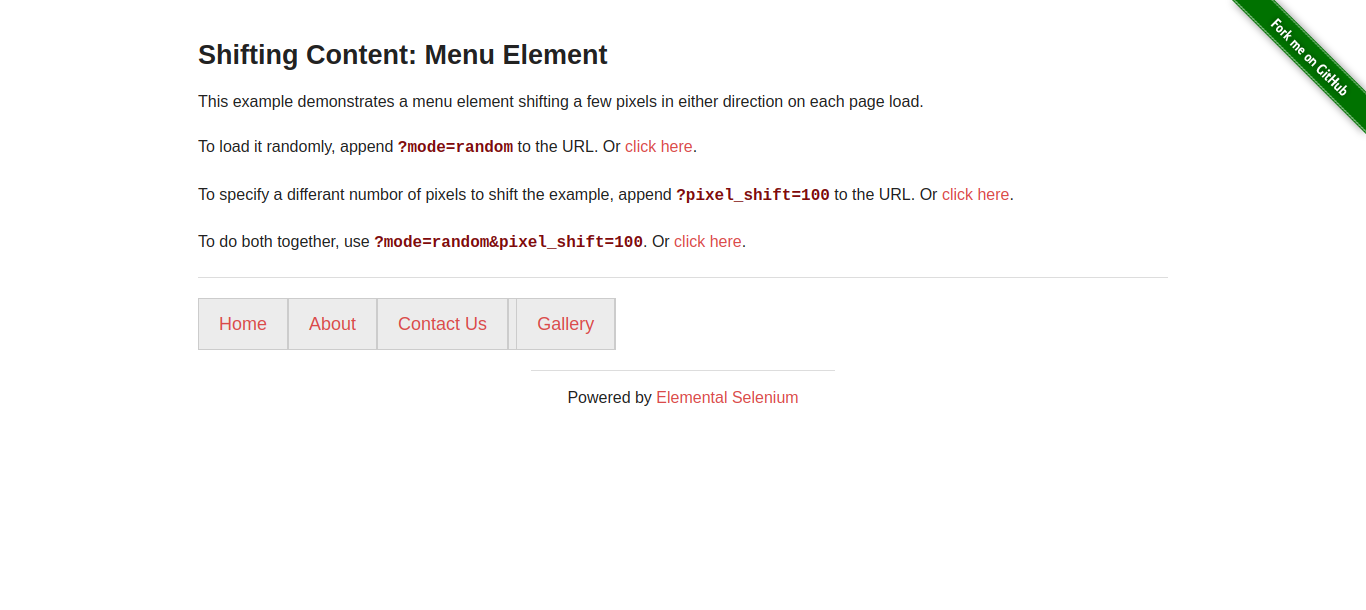 Fork me on GitHub
Shifting Content: Menu Element
This example demonstrates a menu element shifting a few pixels in either direction on each page load.
To load it randomly, append ?mode=random to the URL. Or click here.
To specify a differant numbor of pixels to shift the example, append ?pixel_shift=100 to the URL. Or click here.
To do both together, use ?mode=random&pixel_shift=100. Or click here.
Home About Contact Us Gallery
Powered by Elemental Selenium